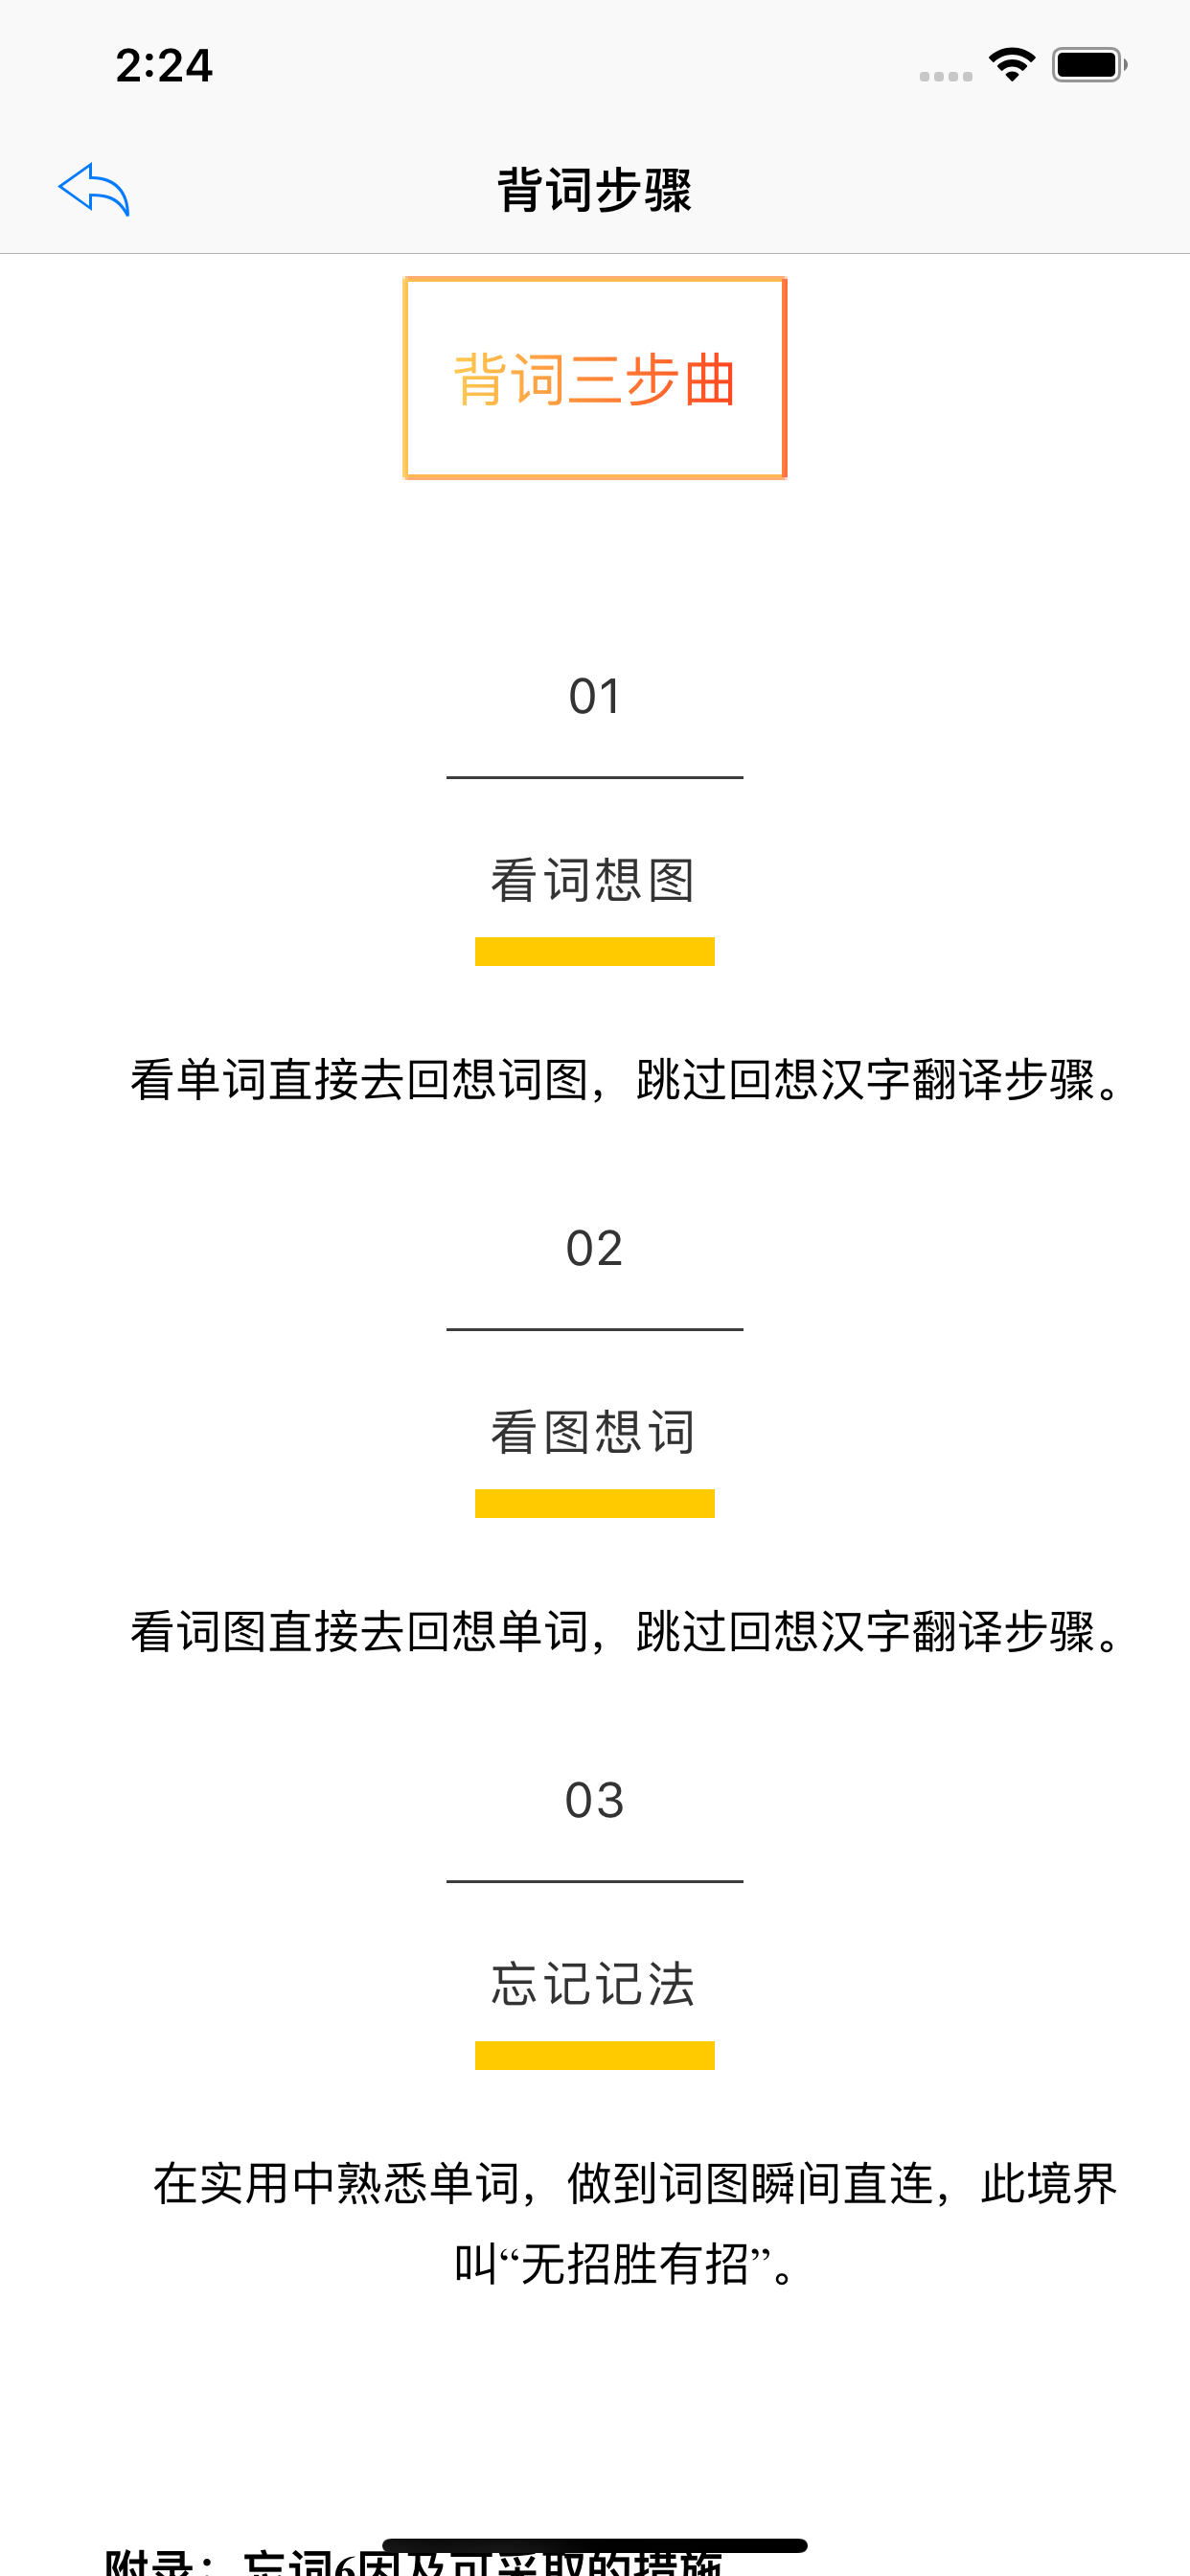 2:24
背词步骤
背词三步曲
01
看词想图
看单词直接去回想词图，跳过回想汉字翻译步骤。
02
看图想词
看词图直接去回想单词，跳过回想汉字翻译步骤。
03
忘记记法
在实用中熟悉单词，做到词图瞬间直连，此境界
叫“无招胜有招”。
附录：忘词6因及可采取的措施